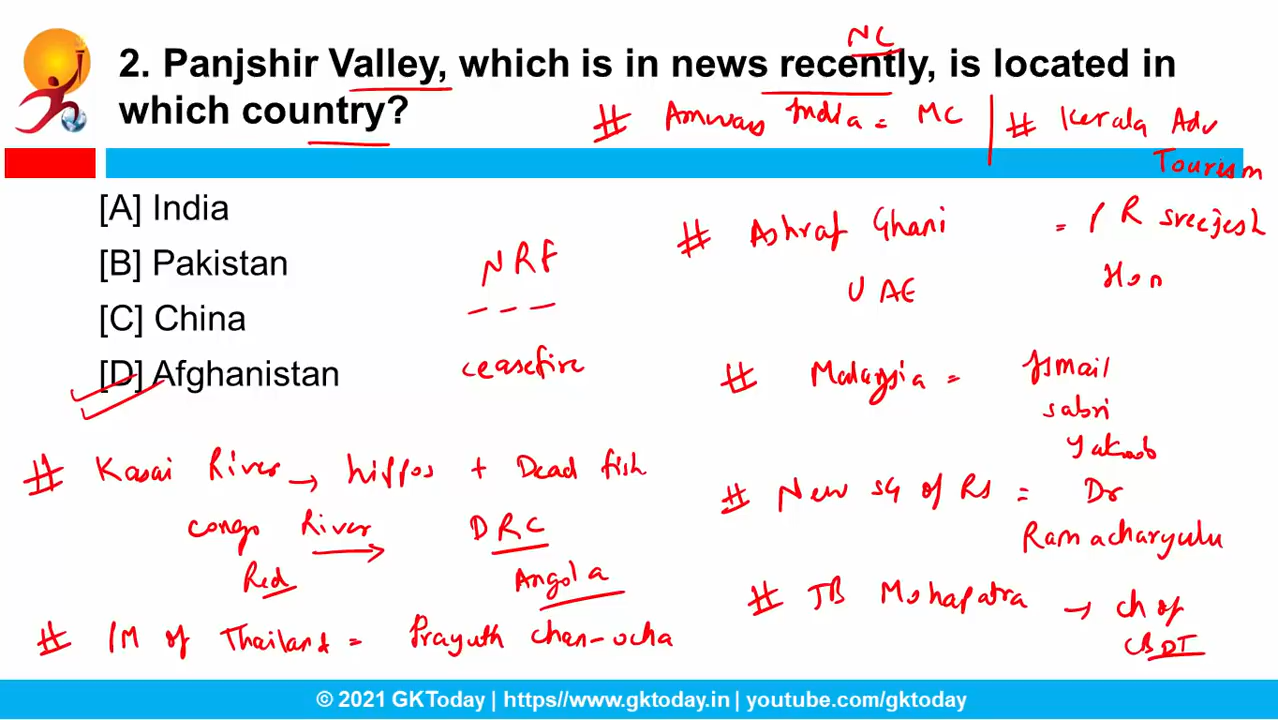 2. Panjshir Valley, which is in news recently, is located in
which country?
NC
# Amway India = MC
# Kerala Adv
Tourism
= PR Sreejesh
Hon
[A] India
[B] Pakistan
[C] China
[D] Afghanistan
NRF
ceasefire
# Ashraf Ghani
UAE
# Malaysia = Ismail
Sabri
Yakoob
# Kasai River → hippos + Dead fish
Congo River → DRC
Red
Angola
# PM of Thailand = Prayuth chan-ocha
# New SG of RS = Dr
Ramacharyulu
# JB Mohapatra → ch of
CBDT
© 2021 GKToday | https//www.gktoday.in | youtube.com/gktoday